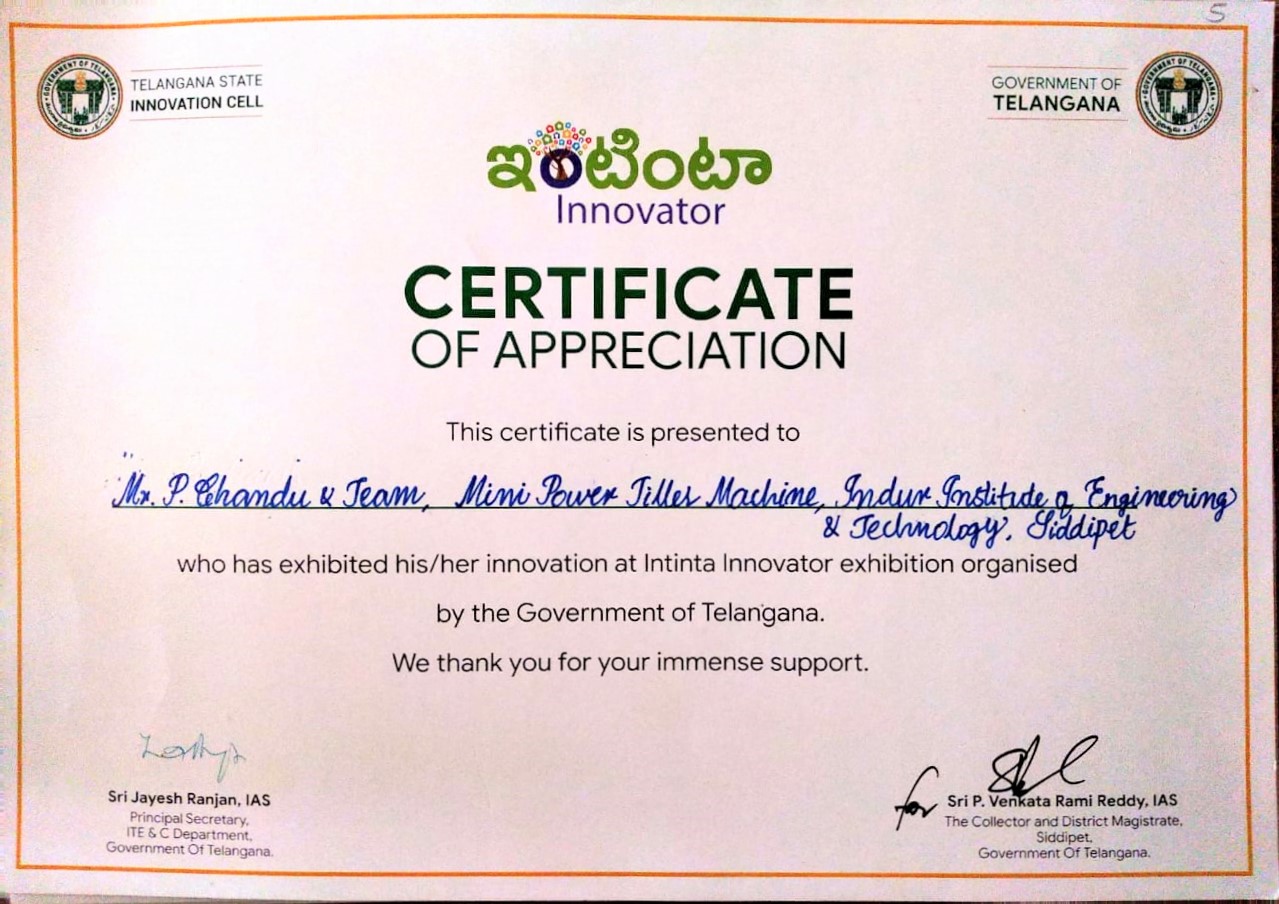 5
TELANGANA STATE
INNOVATION CELL
GOVERNMENT OF
TELANGANA
ఇంటింటా
Innovator
CERTIFICATE
OF APPRECIATION
This certificate is presented to
Mr. P. Chandu & Team, Mini Power Tiller Machine, Indur Institute of Engineering
& Technology, Siddipet
who has exhibited his/her innovation at Intinta Innovator exhibition organised
by the Government of Telangana.
We thank you for your immense support.
Sri Jayesh Ranjan, IAS
Principal Secretary,
ITE & C Department,
Government Of Telangana.
for Sri P. Venkata Rami Reddy, IAS
The Collector and District Magistrate,
Siddipet.
Government Of Telangana.